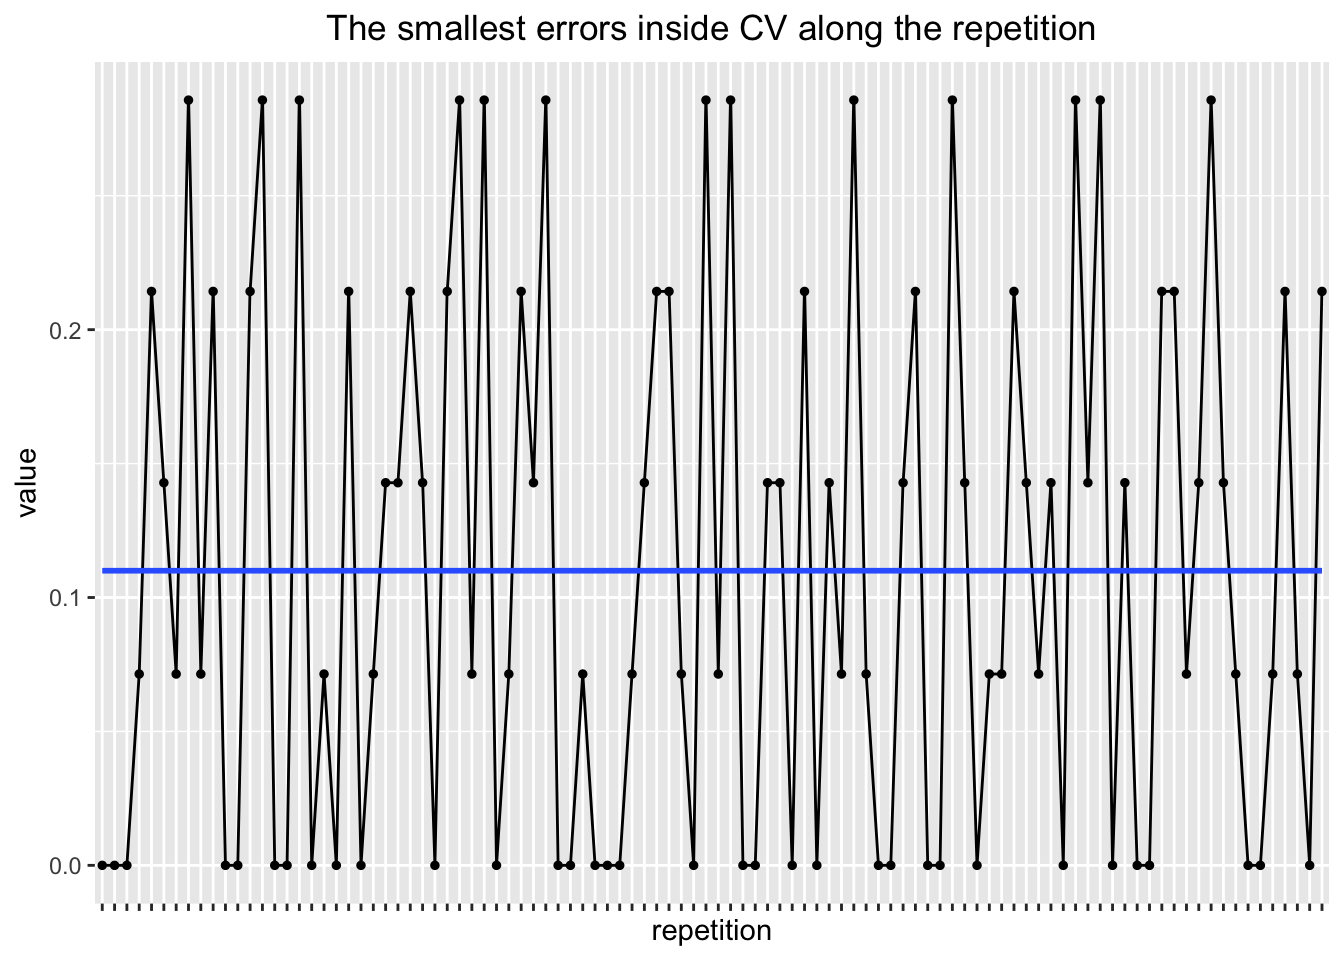 The smallest errors inside CV along the repetition
value
0.2
0.1
0.0
repetition